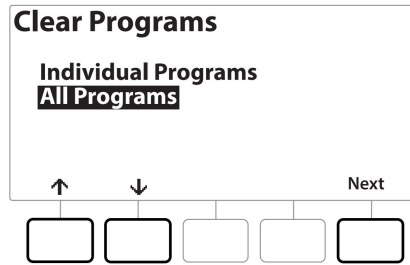 Clear Programs
Individual Programs
All Programs
↑ ↓ Next